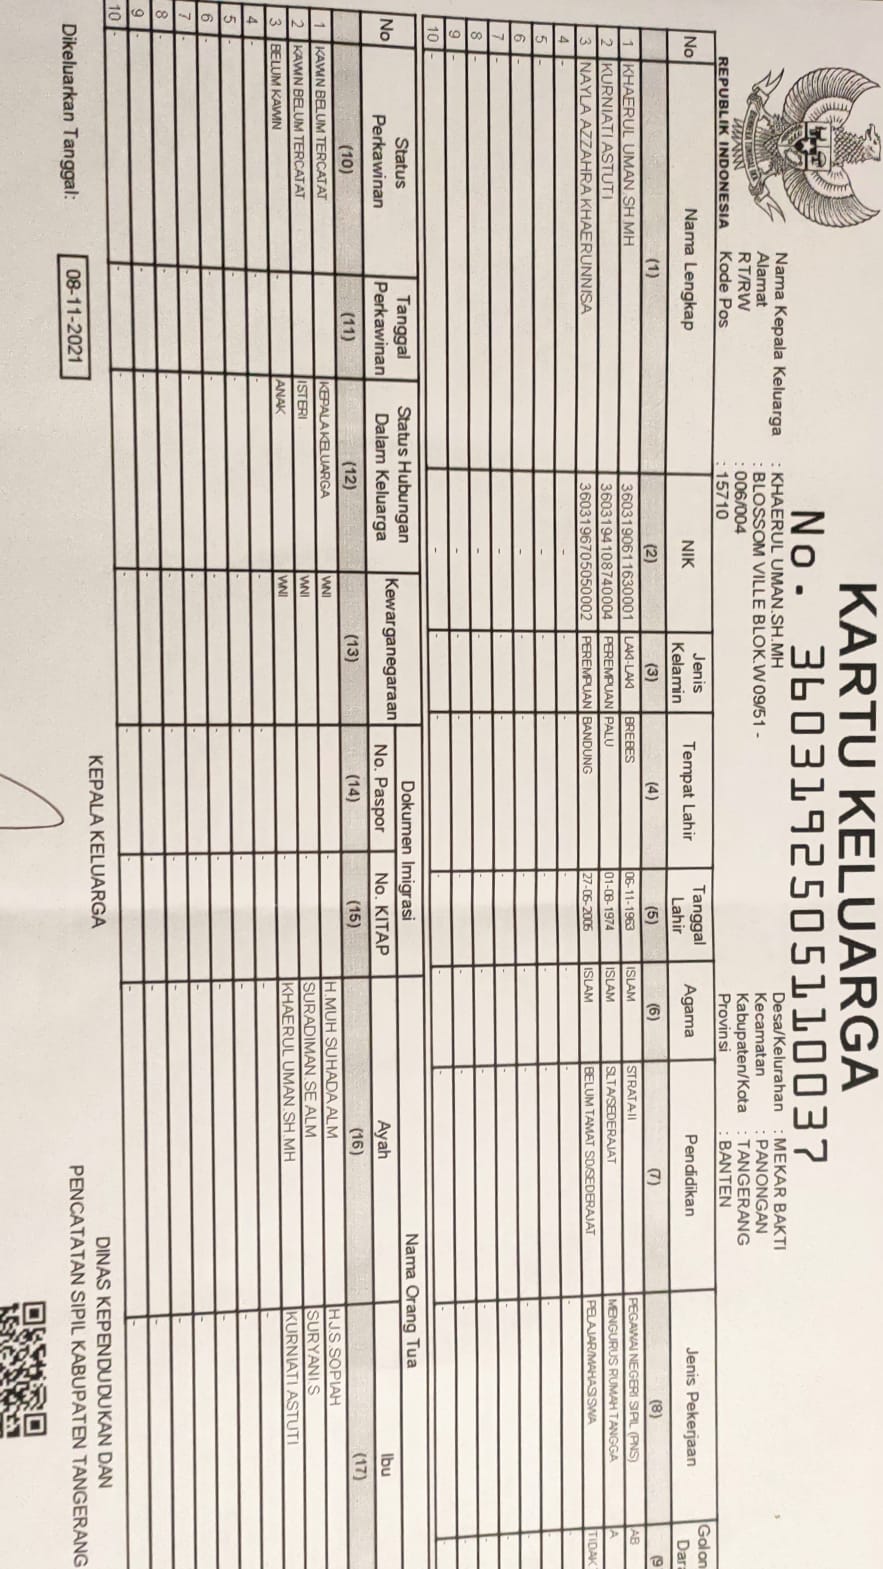 KARTU KELUARGA
No. 3603192505110037
REPUBLIK INDONESIA
Nama Kepala Keluarga : KHAERUL UMAN.SH.MH
Alamat : BLOSSOM VILLE BLOK.W 09/51 -
RT/RW : 006/004
Kode Pos : 15710
Desa/Kelurahan : MEKAR BAKTI
Kecamatan : PANONGAN
Kabupaten/Kota : TANGERANG
Provinsi : BANTEN
No Nama Lengkap NIK Jenis Kelamin Tempat Lahir Tanggal Lahir Agama Pendidikan Jenis Pekerjaan Golon Dara
(1) (2) (3) (4) (5) (6) (7) (8) (9
1 KHAERUL UMAN.SH.MH 3603190611630001 LAKI-LAKI BREBES 06-11-1963 ISLAM STRATA-II PEGAWAI NEGERI SIPIL (PNS) AB
2 KURNIATI ASTUTI 3603194108740004 PEREMPUAN PALU 01-08-1974 ISLAM SLTA/SEDERAJAT MENGURUS RUMAH TANGGA A
3 NAYLA AZZAHRA KHAERUNNISA 3603196705050002 PEREMPUAN BANDUNG 27-05-2005 ISLAM BELUM TAMAT SD/SEDERAJAT PELAJAR/MAHASISWA TIDAK
4 - - - - - - - -
5 - - - - - - - -
6 - - - - - - - -
7 - - - - - - - -
8 - - - - - - - -
9 - - - - - - - -
10 - - - - - - - -
No Status Perkawinan Tanggal Perkawinan Status Hubungan Dalam Keluarga Kewarganegaraan Dokumen Imigrasi Nama Orang Tua
No. Paspor No. KITAP Ayah Ibu
(10) (11) (12) (13) (14) (15) (16) (17)
1 KAWIN BELUM TERCATAT - KEPALA KELUARGA WNI - - H.MUH SUHADA ALM HJ.S.SOPIAH
2 KAWIN BELUM TERCATAT - ISTERI WNI - - SURADIMAN.SE ALM SURYANI.S
3 BELUM KAWIN - ANAK WNI - - KHAERUL UMAN.SH.MH KURNIATI ASTUTI
4 - - - - - - - -
5 - - - - - - - -
6 - - - - - - - -
7 - - - - - - - -
8 - - - - - - - -
9 - - - - - - - -
10 - - - - - - - -
Dikeluarkan Tanggal: 08-11-2021
KEPALA KELUARGA
DINAS KEPENDUDUKAN DAN
PENCATATAN SIPIL KABUPATEN TANGERANG